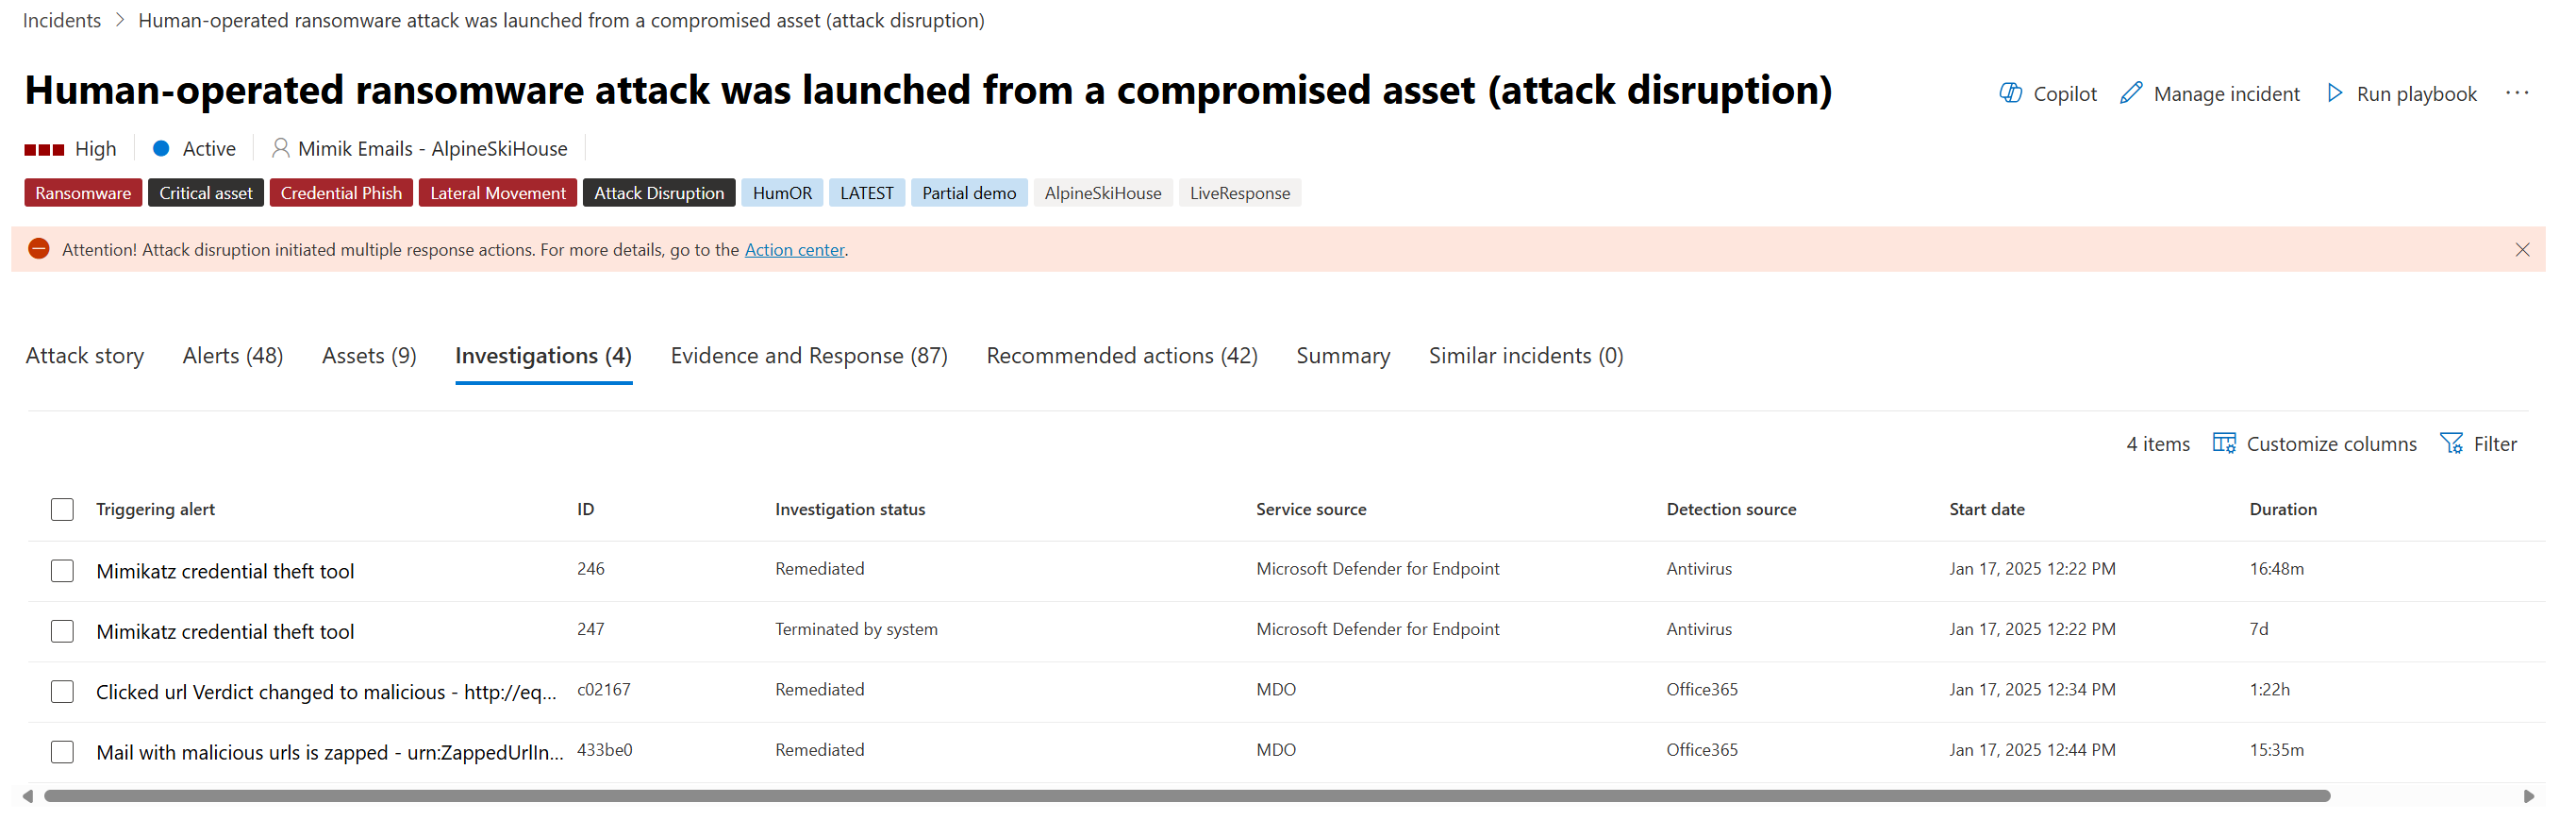 Incidents > Human-operated ransomware attack was launched from a compromised asset (attack disruption)
Human-operated ransomware attack was launched from a compromised asset (attack disruption)
Copilot Manage incident Run playbook ···
High Active Mimik Emails - AlpineSkiHouse
Ransomware Critical asset Credential Phish Lateral Movement Attack Disruption HumOR LATEST Partial demo AlpineSkiHouse LiveResponse
Attention! Attack disruption initiated multiple response actions. For more details, go to the Action center.
Attack story Alerts (48) Assets (9) Investigations (4) Evidence and Response (87) Recommended actions (42) Summary Similar incidents (0)
4 items Customize columns Filter
Triggering alert ID Investigation status Service source Detection source Start date Duration
Mimikatz credential theft tool 246 Remediated Microsoft Defender for Endpoint Antivirus Jan 17, 2025 12:22 PM 16:48m
Mimikatz credential theft tool 247 Terminated by system Microsoft Defender for Endpoint Antivirus Jan 17, 2025 12:22 PM 7d
Clicked url Verdict changed to malicious - http://eq... c02167 Remediated MDO Office365 Jan 17, 2025 12:34 PM 1:22h
Mail with malicious urls is zapped - urn:ZappedUrlIn... 433be0 Remediated MDO Office365 Jan 17, 2025 12:44 PM 15:35m